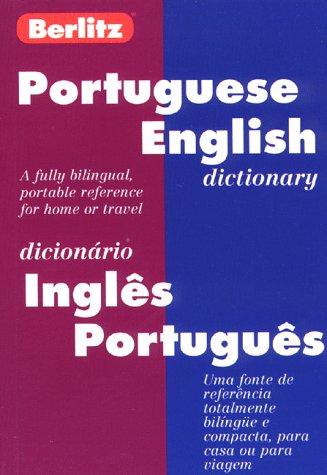 Berlitz
Portuguese
English
A fully bilingual,
portable reference
for home or travel
dictionary
dicionário
Inglês
Português
Uma fonte de
referência
totalmente
bilíngüe e
compacta, para
casa ou para
viagem